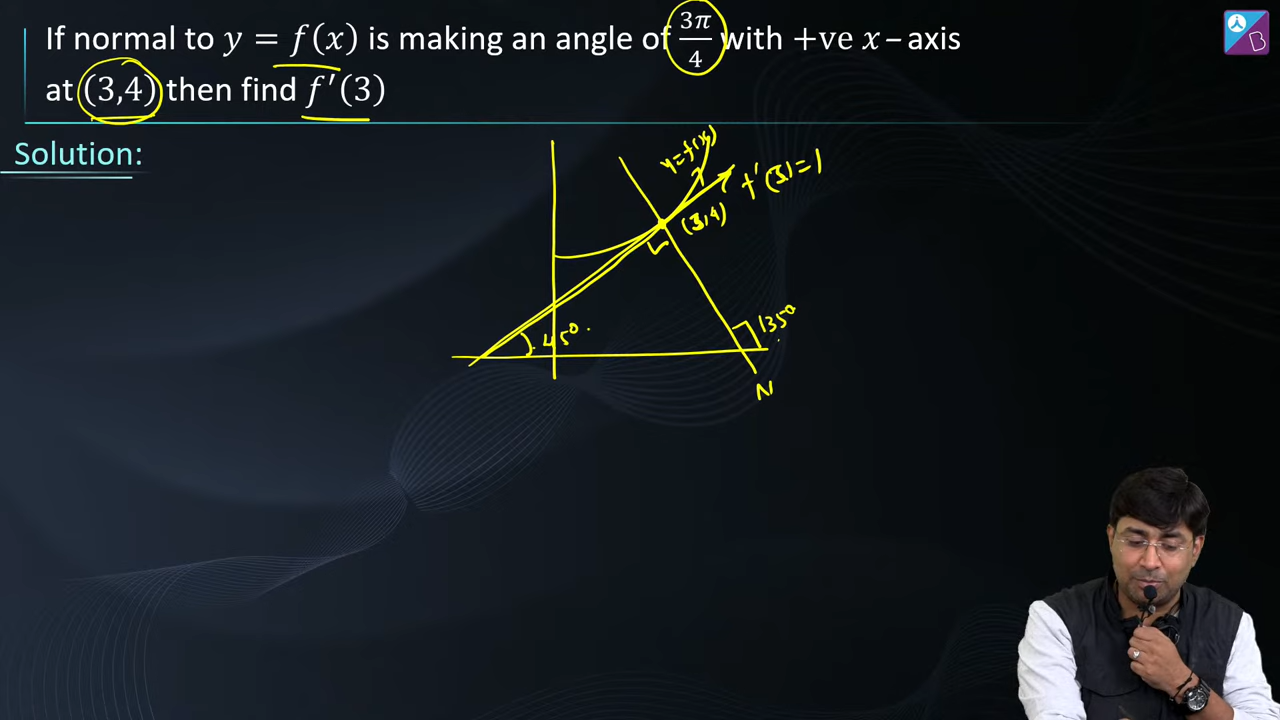 If normal to y = f(x) is making an angle of 3π/4 with +ve x – axis
at (3,4) then find f′(3)
Solution:
y = f(x)
f'(3) = 1
(3,4)
135°
45°
N
B